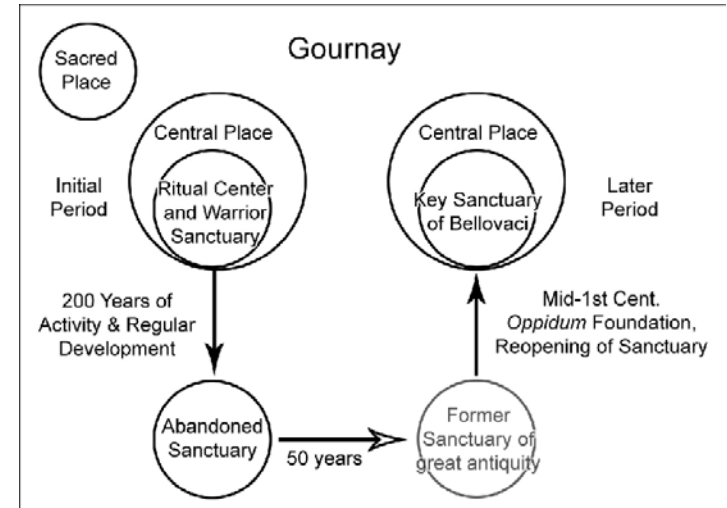 Gournay
Sacred
Place
Central Place
Ritual Center
and Warrior
Sanctuary
Initial
Period
200 Years of
Activity & Regular
Development
Abandoned
Sanctuary
50 years
Former
Sanctuary of
great antiquity
Mid-1st Cent.
Oppidum Foundation,
Reopening of Sanctuary
Central Place
Key Sanctuary
of Bellovaci
Later
Period